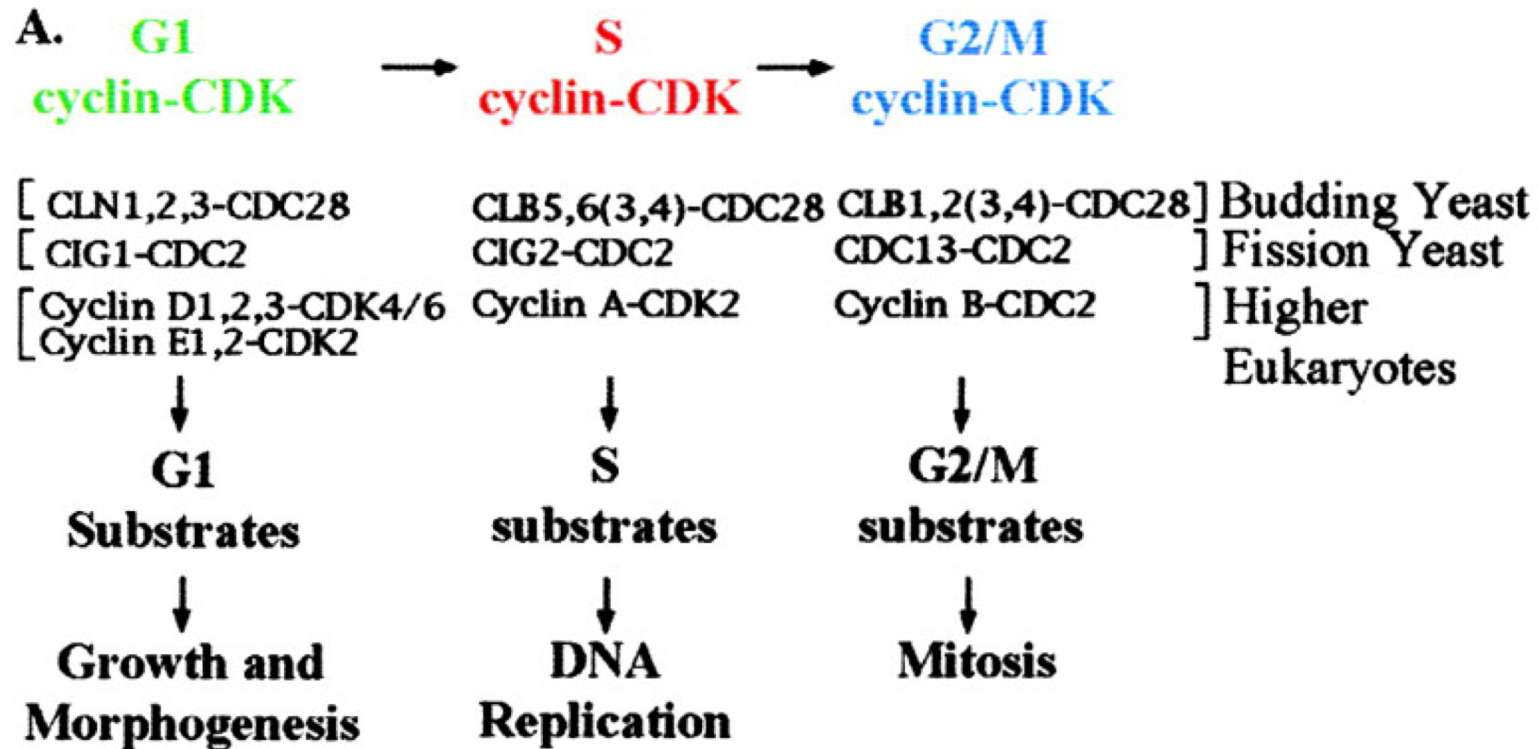 A.
G1
cyclin-CDK
S
cyclin-CDK
G2/M
cyclin-CDK
[ CLN1,2,3-CDC28
CLB5,6(3,4)-CDC28
CLB1,2(3,4)-CDC28 ]
Budding Yeast
[ CIG1-CDC2
CIG2-CDC2
CDC13-CDC2
] Fission Yeast
[ Cyclin D1,2,3-CDK4/6
Cyclin E1,2-CDK2
Cyclin A-CDK2
Cyclin B-CDC2
] Higher
Eukaryotes
G1
Substrates
S
substrates
G2/M
substrates
Growth and
Morphogenesis
DNA
Replication
Mitosis